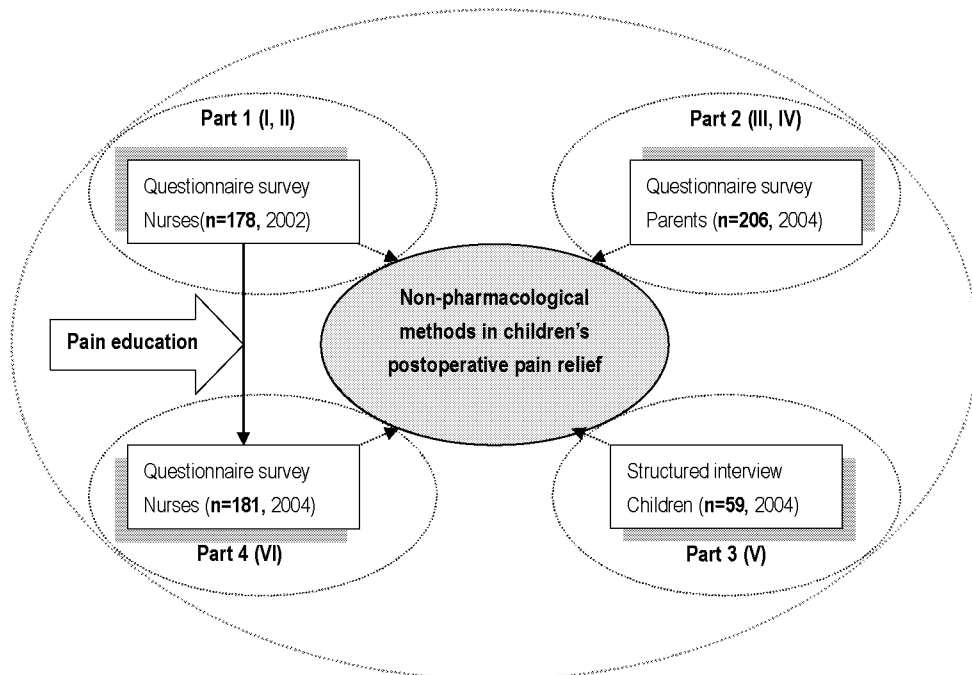 Part 1 (I, II)
Questionnaire survey
Nurses(n=178, 2002)
Part 2 (III, IV)
Questionnaire survey
Parents (n=206, 2004)
Non-pharmacological
methods in children’s
postoperative pain relief
Pain education
Questionnaire survey
Nurses (n=181, 2004)
Part 4 (VI)
Structured interview
Children (n=59, 2004)
Part 3 (V)